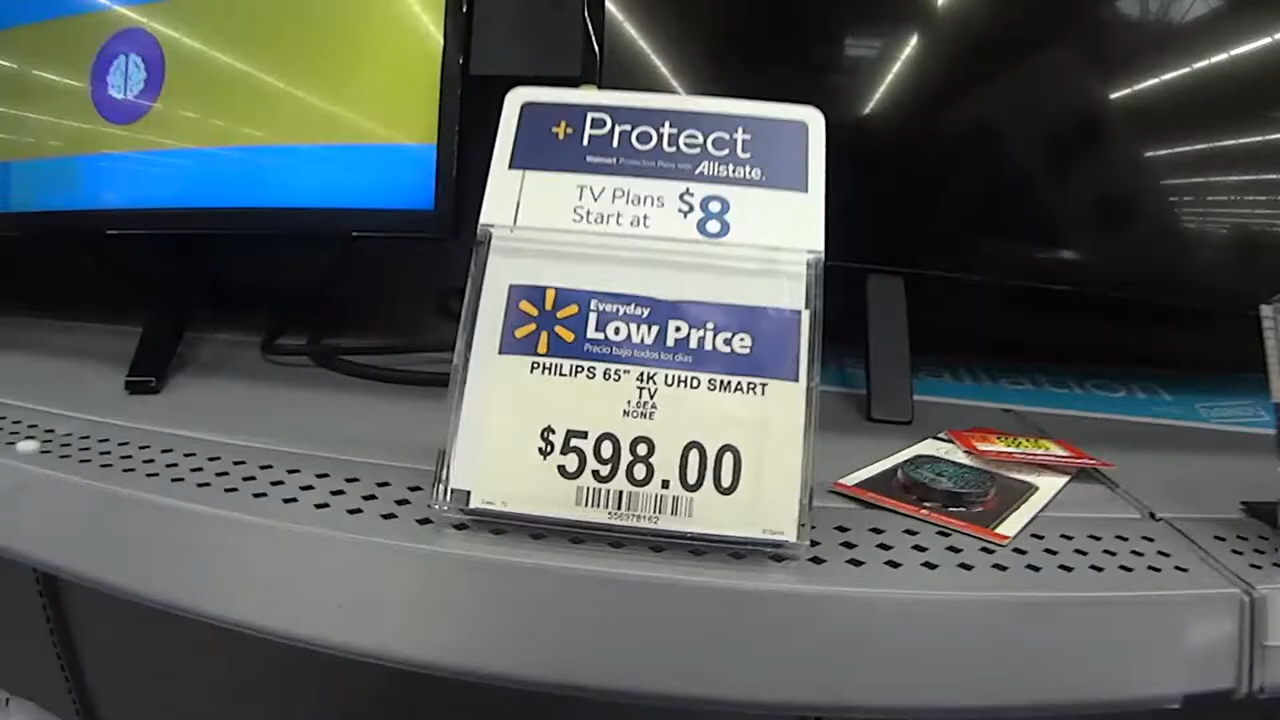 Protect
Walmart Protection Plans with Allstate.
TV Plans
Start at
$8
Everyday
Low Price
Precio bajo todos los días
PHILIPS 65" 4K UHD SMART
TV
1.0EA
NONE
$598.00
556378162